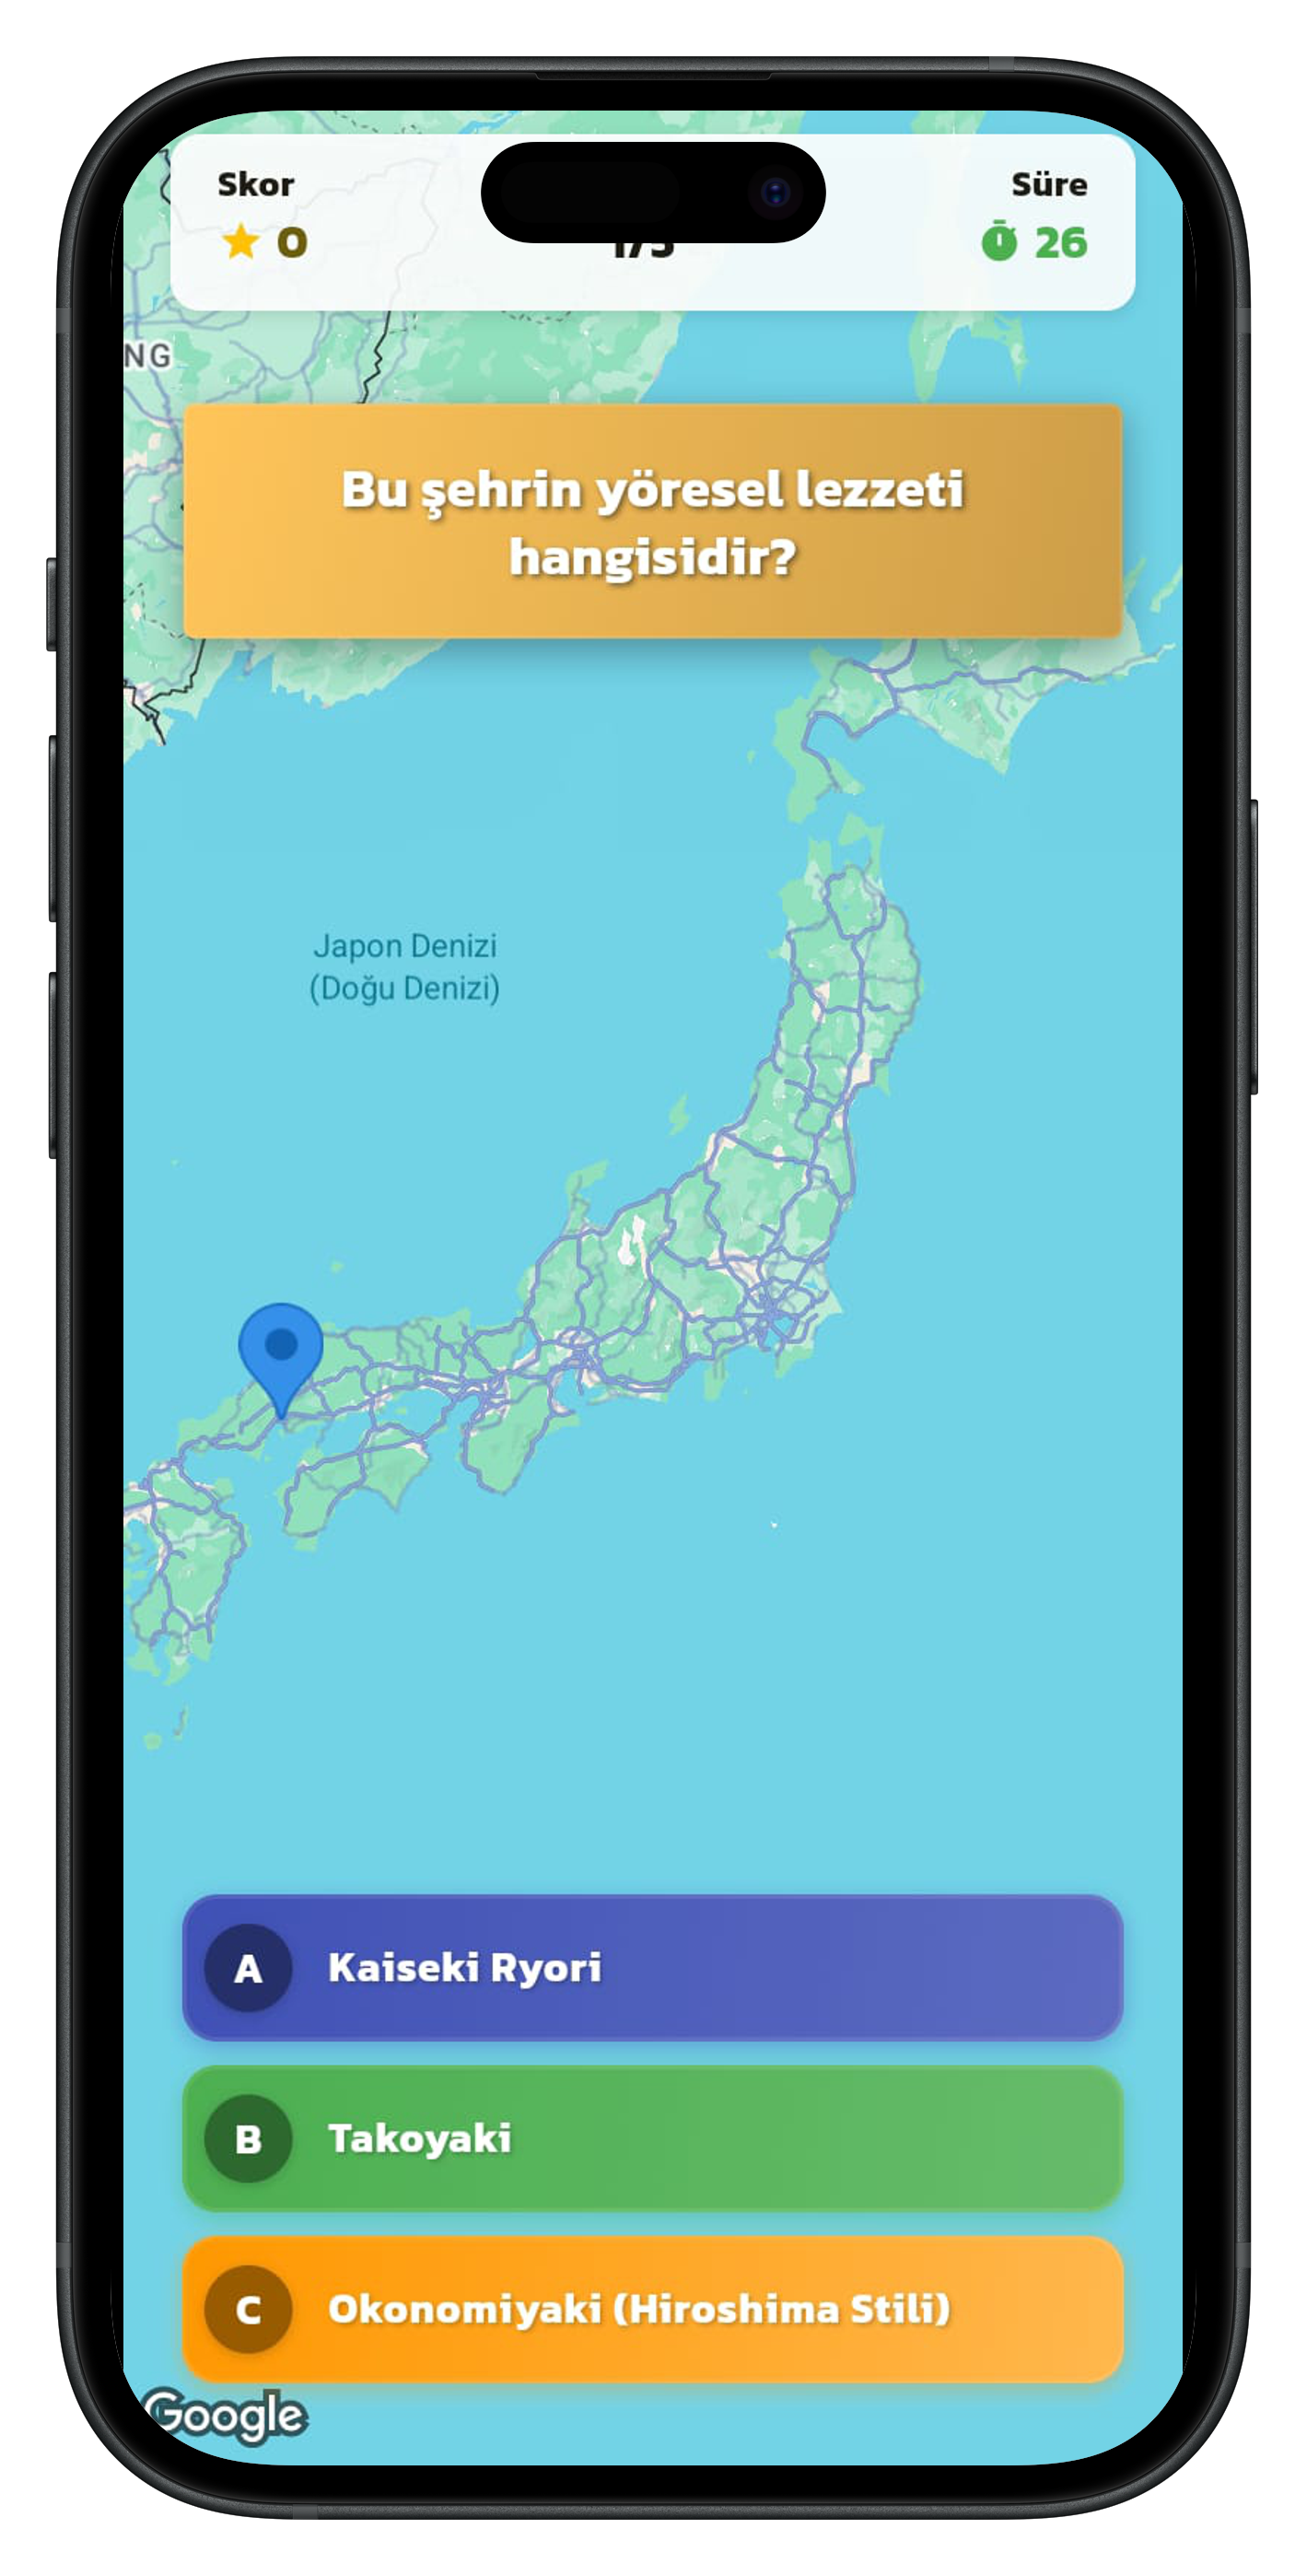 Skor
Süre
0
26
NG
Bu şehrin yöresel lezzeti
hangisidir?
Japon Denizi
(Doğu Denizi)
A Kaiseki Ryori
B Takoyaki
C Okonomiyaki (Hiroshima Stili)
Google